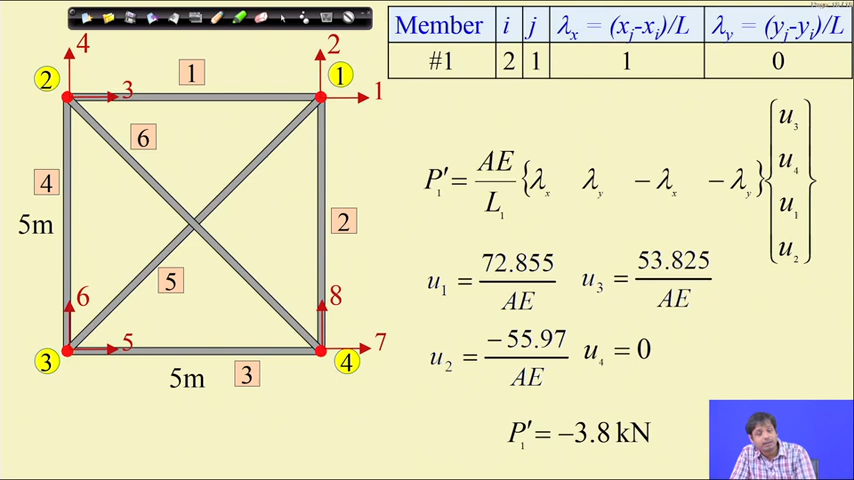 Member i j λx = (xj-xi)/L λy = (yj-yi)/L
#1 2 1 1 0
4 2
2 1 1
3 1
6
4 5m 2
5
6 8
3 5 4 7
5m 3
P′1 = AE/L1 {λx λy −λx −λy} {u3 u4 u1 u2}
u1 = 72.855/AE u3 = 53.825/AE
u2 = −55.97/AE u4 = 0
P′1 = −3.8 kN